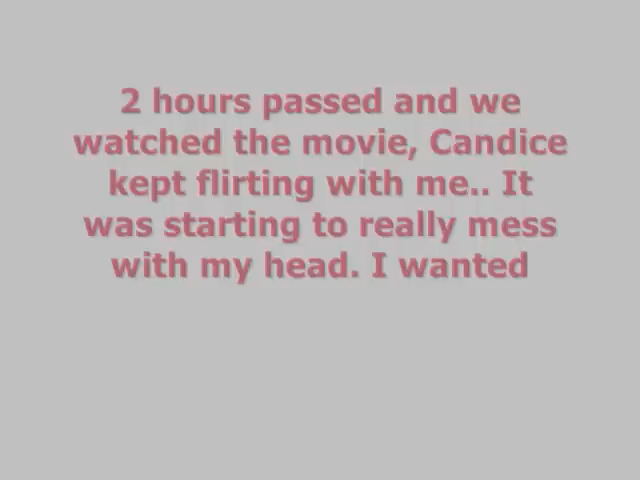 2 hours passed and we
watched the movie, Candice
kept flirting with me.. It
was starting to really mess
with my head. I wanted